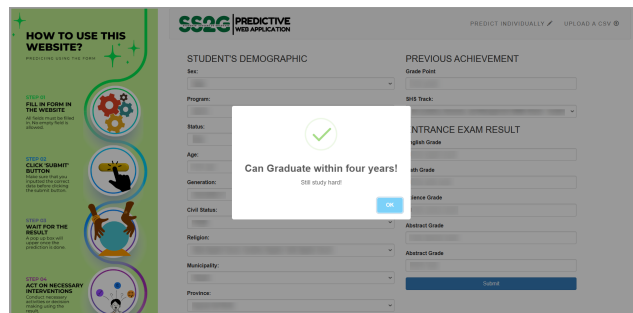 HOW TO USE THIS
WEBSITE?
PREDICTING USING THE FORM
STEP 01
FILL IN FORM IN
THE WEBSITE
All fields must be filled
in. No empty field is
allowed.
STEP 02
CLICK 'SUBMIT'
BUTTON
Make sure that you
inputted the correct
data before clicking
the submit button.
STEP 03
WAIT FOR THE
RESULT
A pop up box will
upper once the
prediction is done.
STEP 04
ACT ON NECESSARY
INTERVENTIONS
Conduct necessary
activities or decision
making using the
result.
SS2G PREDICTIVE
WEB APPLICATION
PREDICT INDIVIDUALLY
UPLOAD A CSV
STUDENT'S DEMOGRAPHIC
Sex:
Program:
Status:
Age:
Generation:
Civil Status:
Religion:
Municipality:
Province:
PREVIOUS ACHIEVEMENT
Grade Point
SHS Track:
ENTRANCE EXAM RESULT
English Grade
Math Grade
Science Grade
Abstract Grade
Abstract Grade
Submit
Can Graduate within four years!
Still study hard!
OK